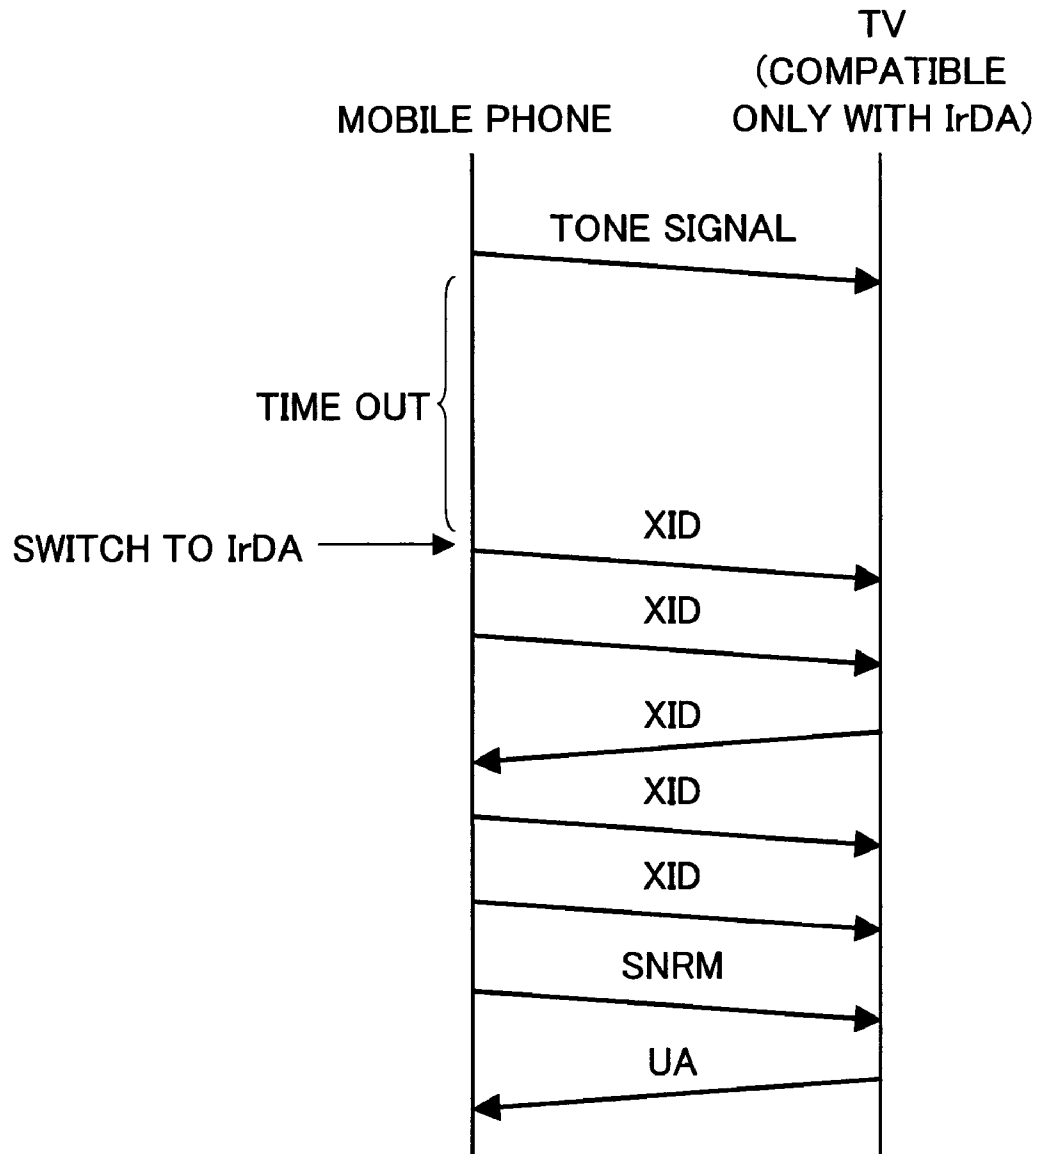 TV
(COMPATIBLE
ONLY WITH IrDA)
MOBILE PHONE
TONE SIGNAL
TIME OUT
XID
SWITCH TO IrDA
XID
XID
XID
XID
SNRM
UA